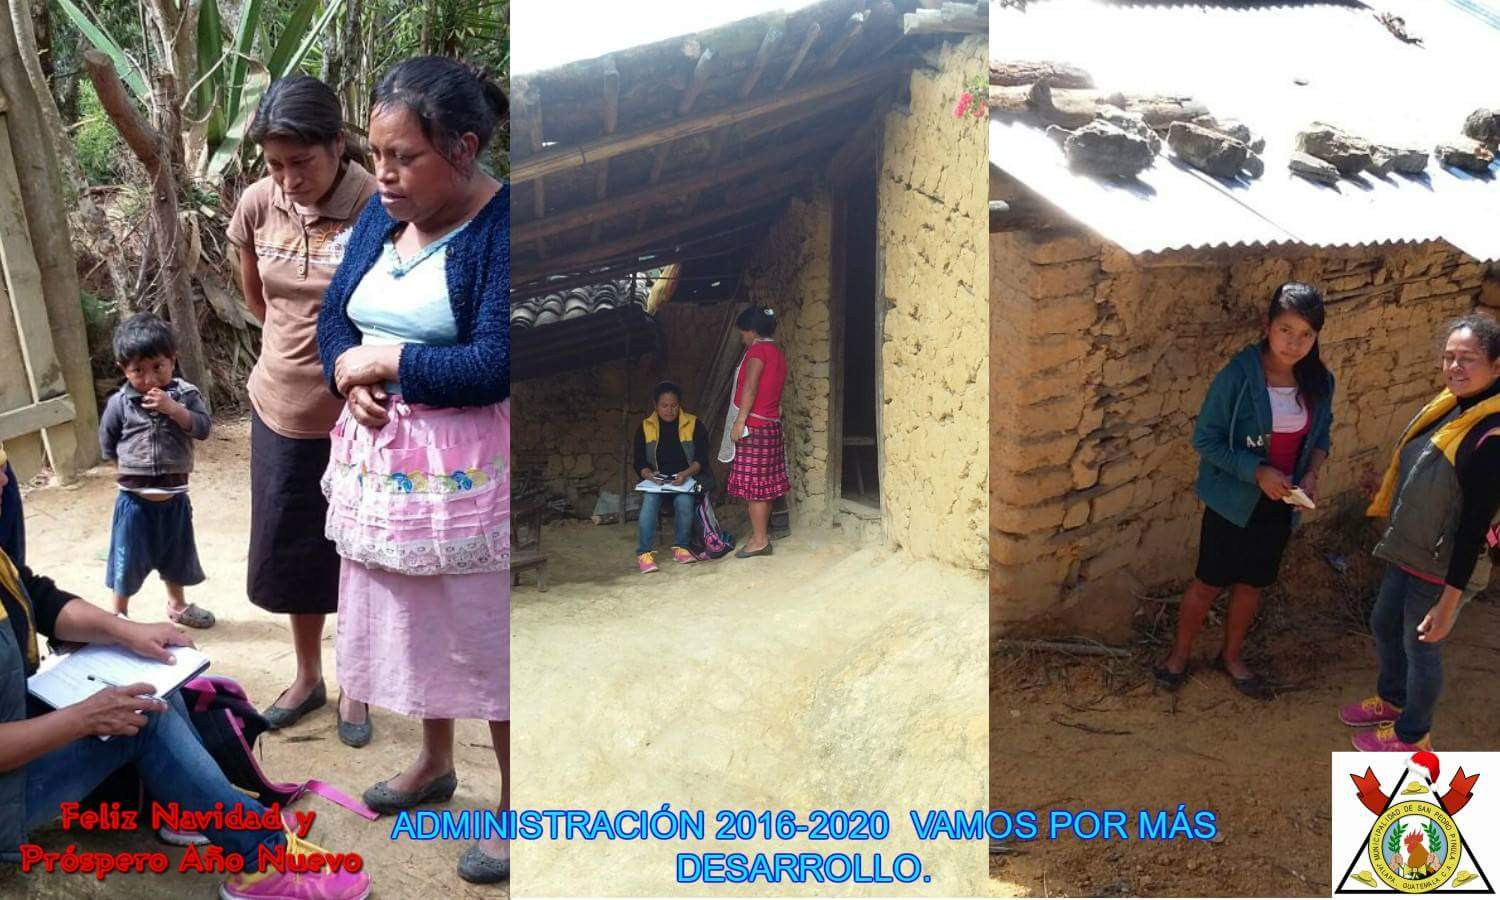 Feliz Navidad y
Próspero Año Nuevo
ADMINISTRACIÓN 2016-2020 VAMOS POR MÁS
DESARROLLO.
MUNICIPALIDAD DE SAN PEDRO PINULA
JALAPA, GUATEMALA C.A.